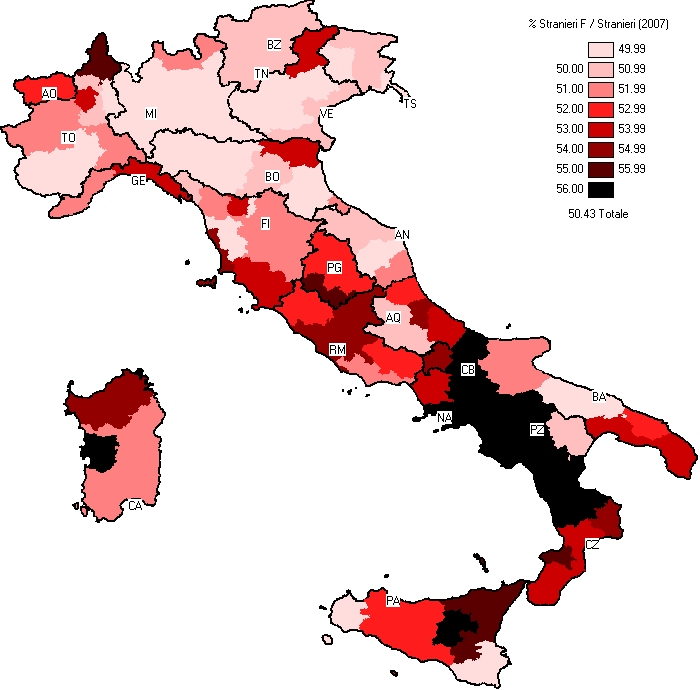 % Stranieri F / Stranieri (2007)
49.99
50.00 50.99
51.00 51.99
52.00 52.99
53.00 53.99
54.00 54.99
55.00 55.99
56.00
50.43 Totale
BZ
TN
AO
TS
MI
VE
TO
BO
GE
FI
AN
PG
AQ
RM
CB
BA
NA
PZ
CA
CZ
PA